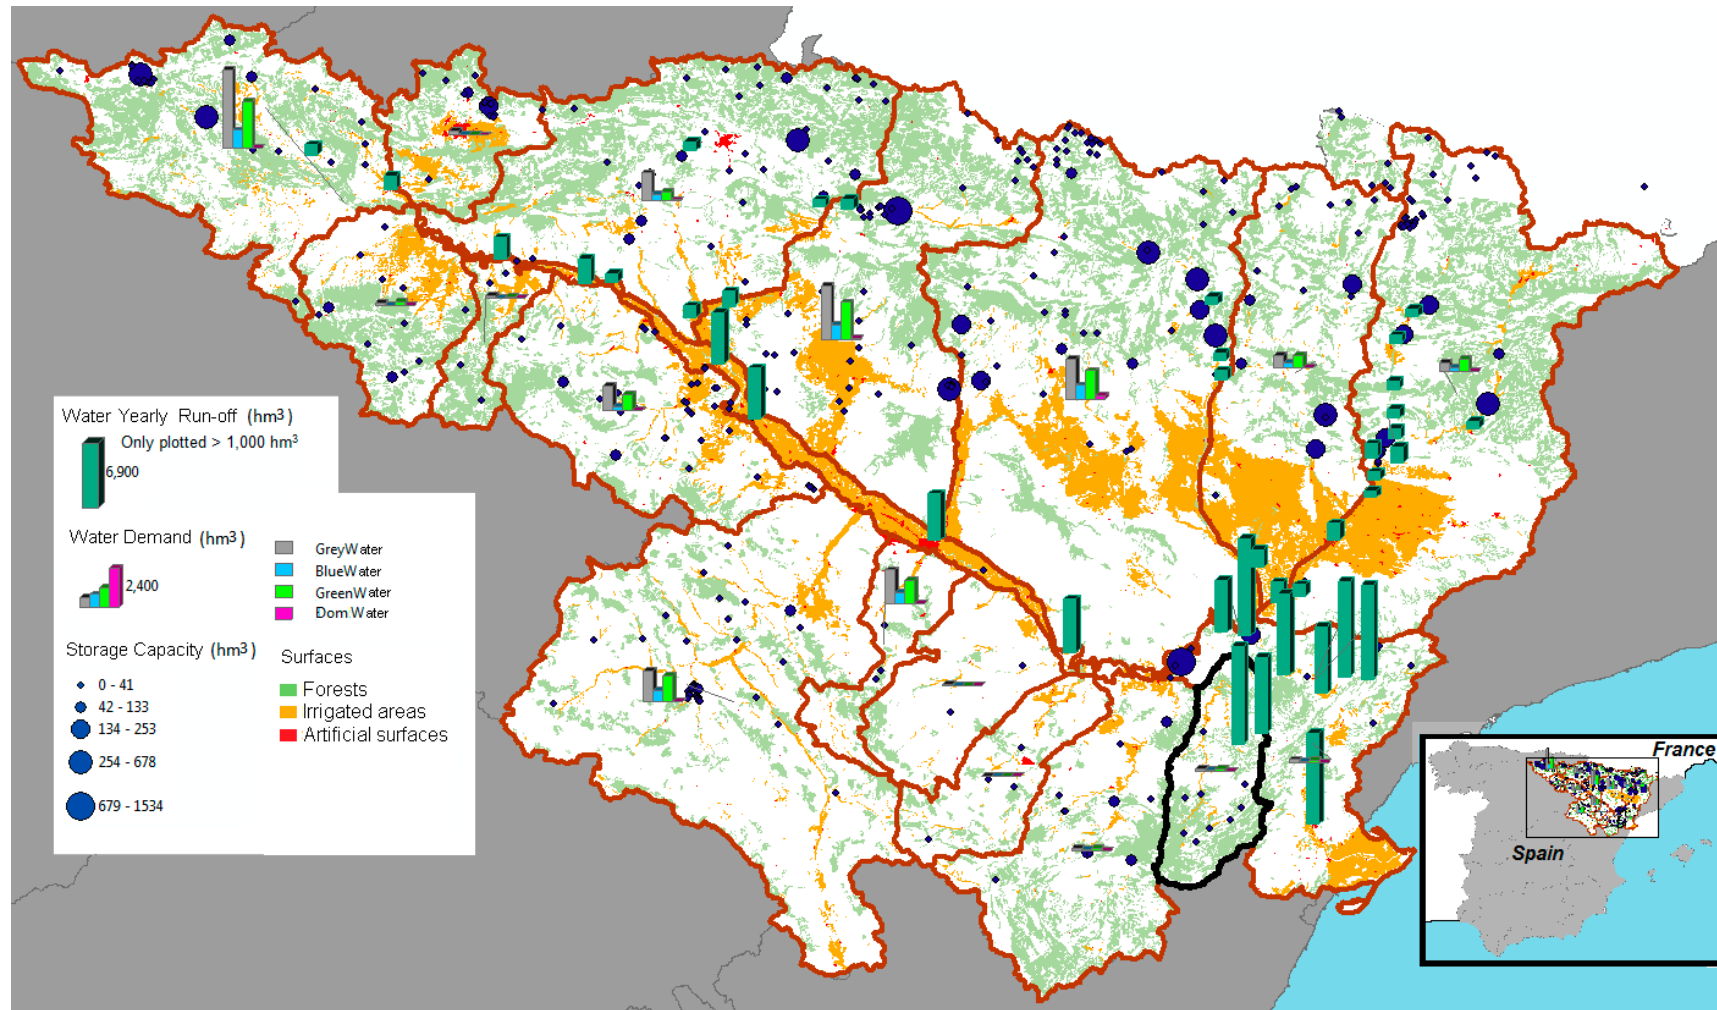 Water Yearly Run-off (hm³)
Only plotted > 1,000 hm³
6,900
Water Demand (hm³)
2,400
GreyWater
BlueWater
GreenWater
Dom.Water
Storage Capacity (hm³)
0 - 41
42 - 133
134 - 253
254 - 678
679 - 1534
Surfaces
Forests
Irrigated areas
Artificial surfaces
France
Spain